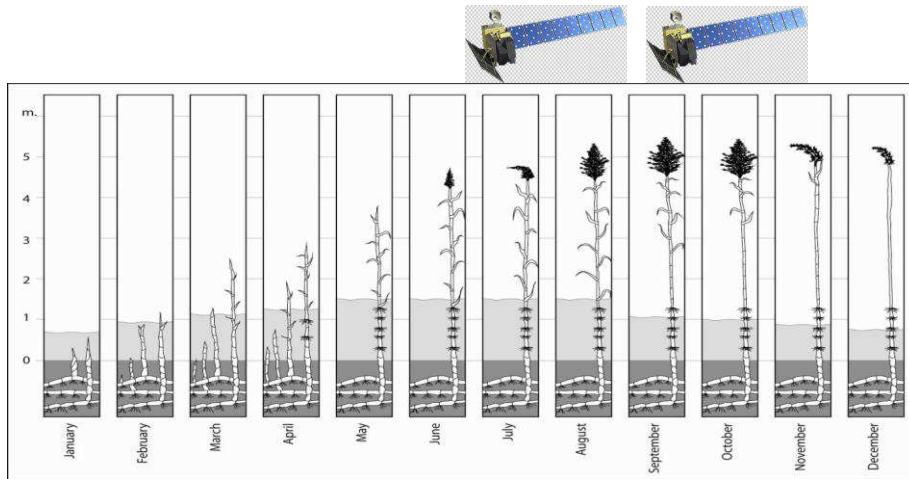 m.
5
4
3
2
1
0
January
February
March
April
May
June
July
August
September
October
November
December